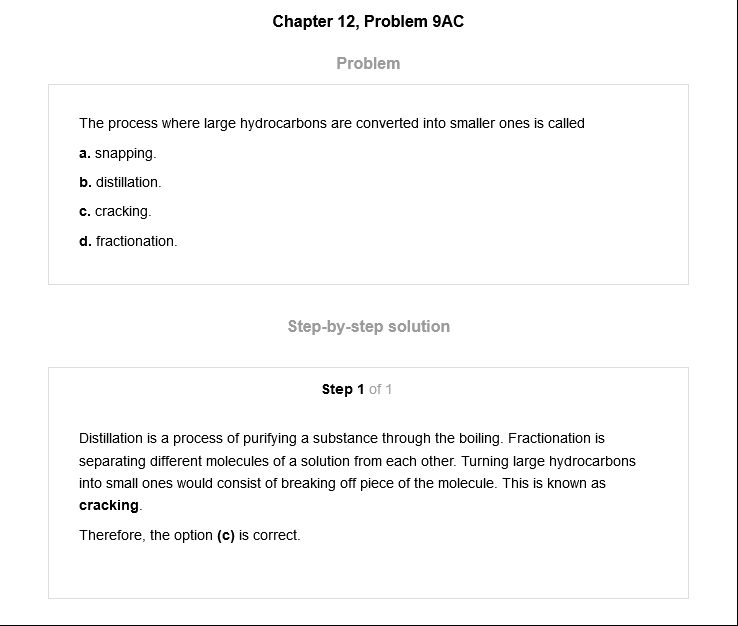 Chapter 12, Problem 9AC
Problem
The process where large hydrocarbons are converted into smaller ones is called
a. snapping.
b. distillation.
c. cracking.
d. fractionation.
Step-by-step solution
Step 1 of 1
Distillation is a process of purifying a substance through the boiling. Fractionation is
separating different molecules of a solution from each other. Turning large hydrocarbons
into small ones would consist of breaking off piece of the molecule. This is known as
cracking.
Therefore, the option (c) is correct.